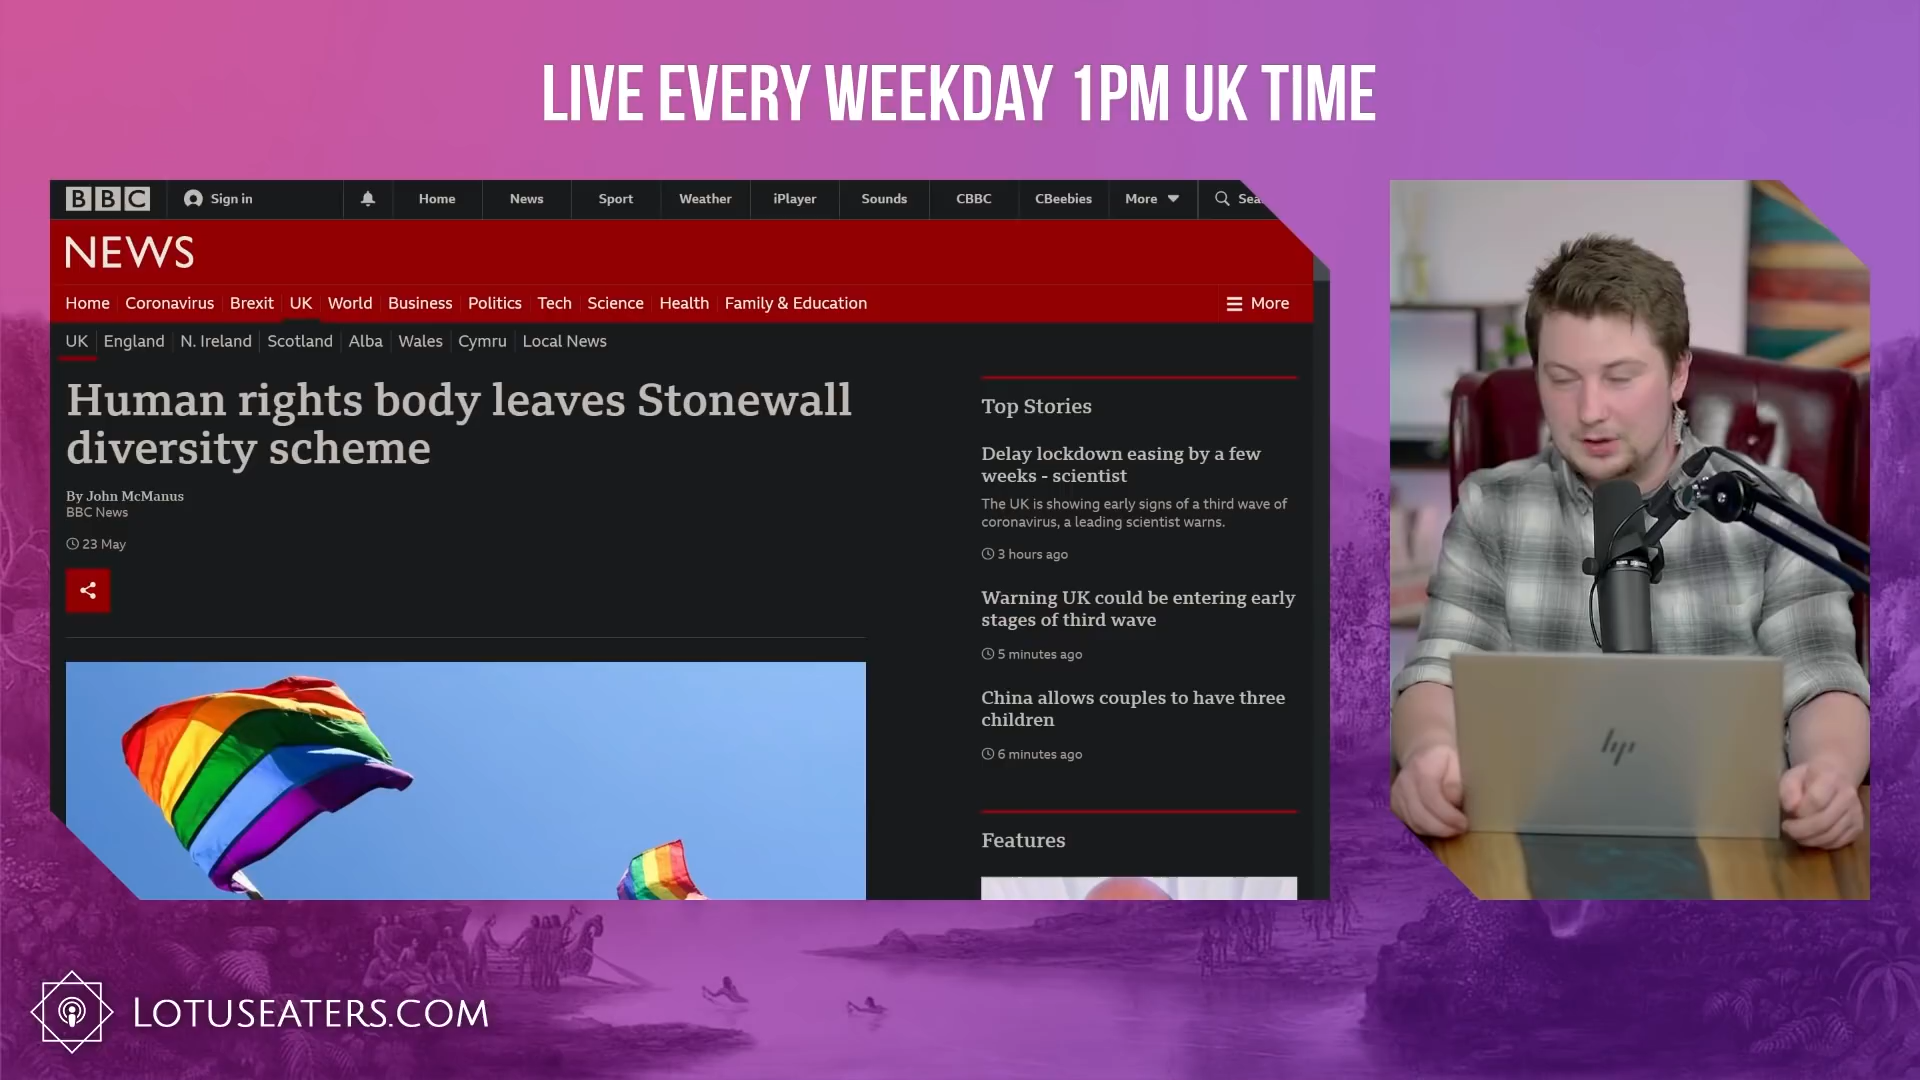 LIVE EVERY WEEKDAY 1PM UK TIME
BBC Sign in Home News Sport Weather iPlayer Sounds CBBC CBeebies More Sea
NEWS
Home Coronavirus Brexit UK World Business Politics Tech Science Health Family & Education More
UK England N. Ireland Scotland Alba Wales Cymru Local News
Human rights body leaves Stonewall
diversity scheme
By John McManus
BBC News
23 May
Top Stories
Delay lockdown easing by a few
weeks - scientist
The UK is showing early signs of a third wave of
coronavirus, a leading scientist warns.
3 hours ago
Warning UK could be entering early
stages of third wave
5 minutes ago
China allows couples to have three
children
6 minutes ago
Features
hp
LOTUSEATERS.COM